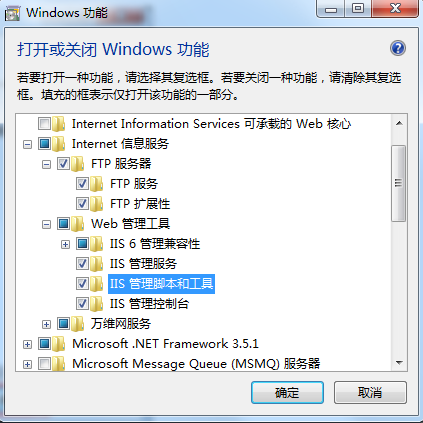 Windows 功能
打开或关闭 Windows 功能
若要打开一种功能，请选择其复选框。若要关闭一种功能，请清除其复选
框。填充的框表示仅打开该功能的一部分。
Internet Information Services 可承载的 Web 核心
Internet 信息服务
FTP 服务器
FTP 服务
FTP 扩展性
Web 管理工具
IIS 6 管理兼容性
IIS 管理服务
IIS 管理脚本和工具
IIS 管理控制台
万维网服务
Microsoft .NET Framework 3.5.1
Microsoft Message Queue (MSMQ) 服务器
确定
取消